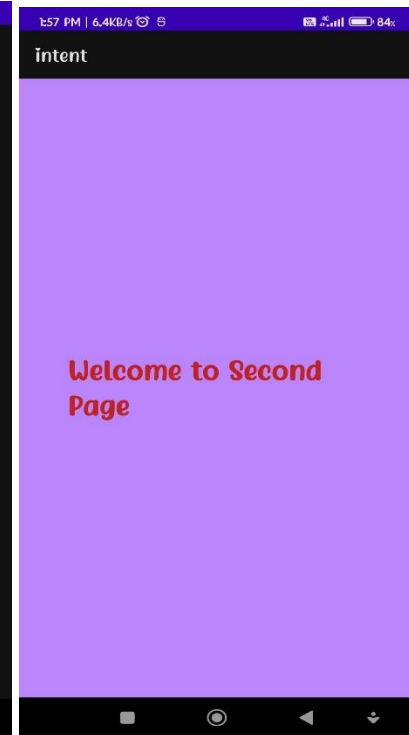 1:57 PM | 6.4KB/s
84%
intent
Welcome to Second
Page